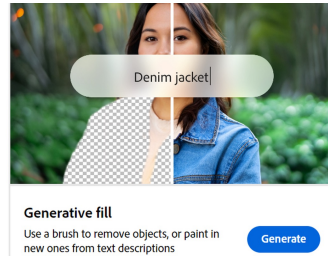 Denim jacket
Generative fill
Use a brush to remove objects, or paint in
new ones from text descriptions
Generate